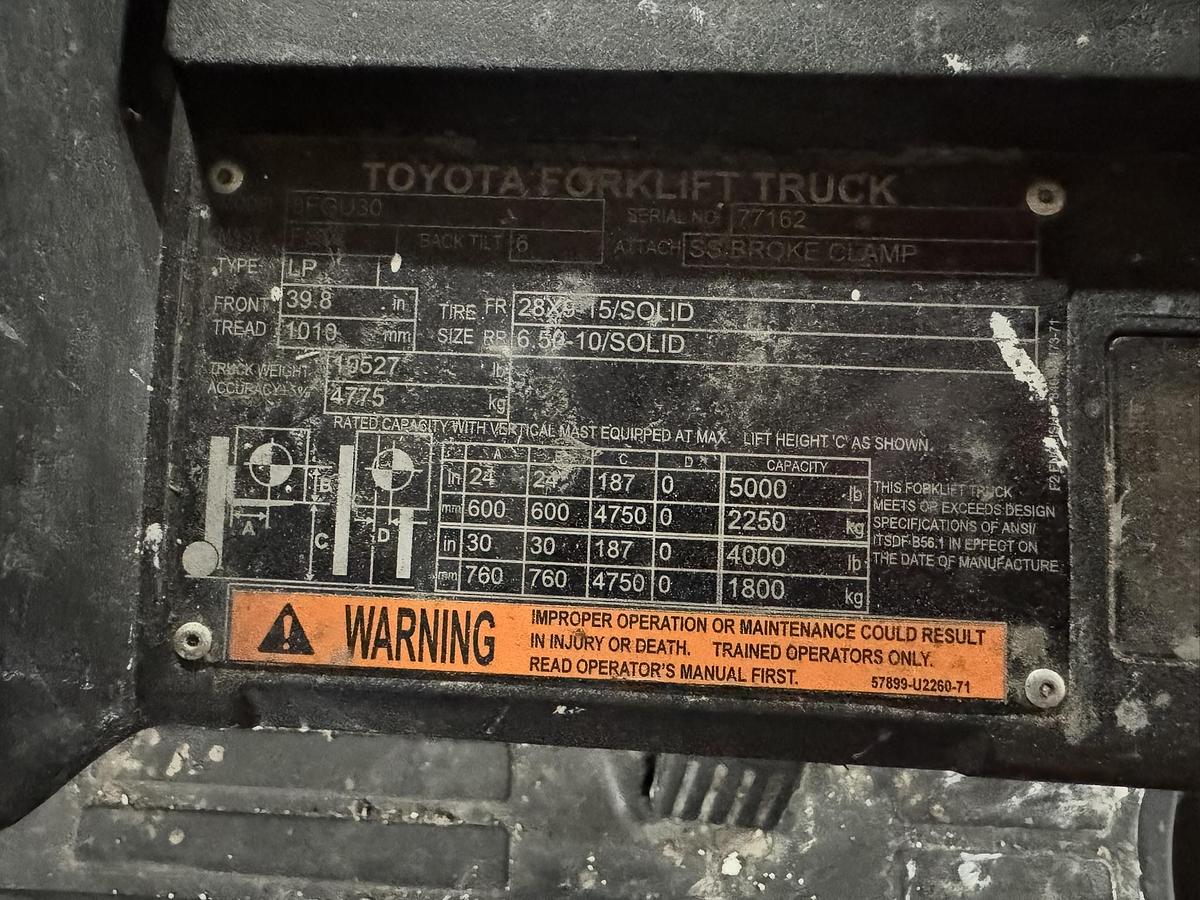 TOYOTA FORKLIFT TRUCK
8FGU30 SERIAL NO. 77162
BACK TILT 6 ATTACH SS BROKE CLAMP
TYPE LP
FRONT TREAD 39.8 in TIRE SIZE FR 28X9-15/SOLID
1010 mm RR 6.50-10/SOLID
TRUCK WEIGHT 10527 lb
ACCURACY 4775 kg
RATED CAPACITY WITH VERTICAL MAST EQUIPPED AT MAX. LIFT HEIGHT 'C' AS SHOWN.
A C D CAPACITY
in 24 24 187 0 5000 lb
mm 600 600 4750 0 2250 kg
in 30 30 187 0 4000 lb
mm 760 760 4750 0 1800 kg
A B C D
THIS FORKLIFT TRUCK
MEETS OR EXCEEDS DESIGN
SPECIFICATIONS OF ANSI/
ITSDF B56.1 IN EFFECT ON
THE DATE OF MANUFACTURE
WARNING
IMPROPER OPERATION OR MAINTENANCE COULD RESULT
IN INJURY OR DEATH. TRAINED OPERATORS ONLY.
READ OPERATOR'S MANUAL FIRST.
57899-U2260-71